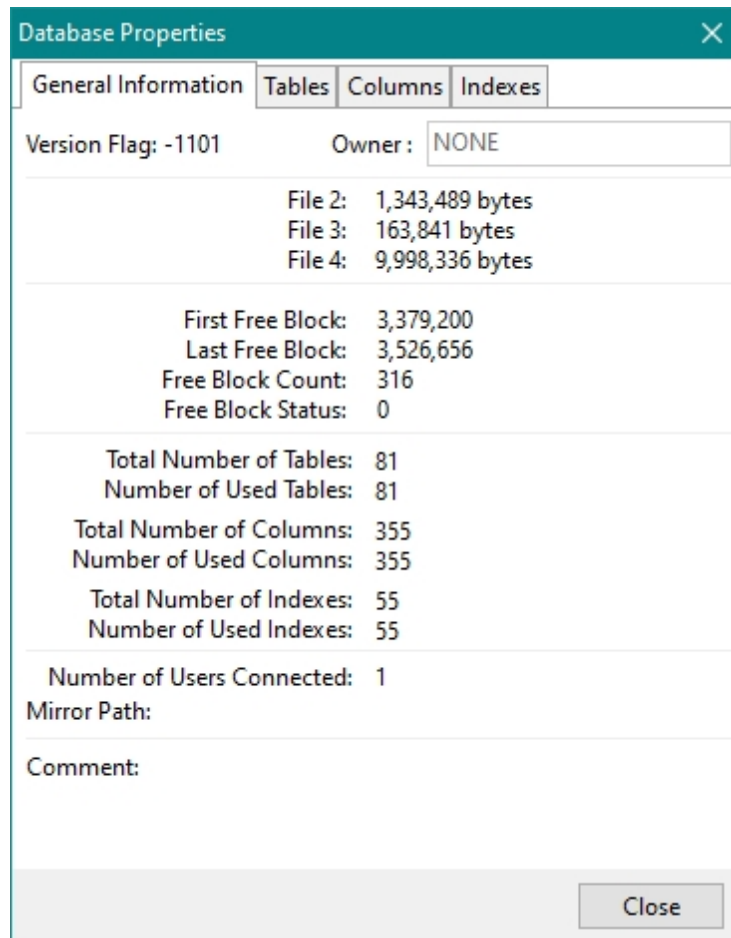 Database Properties
General Information Tables Columns Indexes
Version Flag: -1101 Owner : NONE
File 2: 1,343,489 bytes
File 3: 163,841 bytes
File 4: 9,998,336 bytes
First Free Block: 3,379,200
Last Free Block: 3,526,656
Free Block Count: 316
Free Block Status: 0
Total Number of Tables: 81
Number of Used Tables: 81
Total Number of Columns: 355
Number of Used Columns: 355
Total Number of Indexes: 55
Number of Used Indexes: 55
Number of Users Connected: 1
Mirror Path:
Comment:
Close